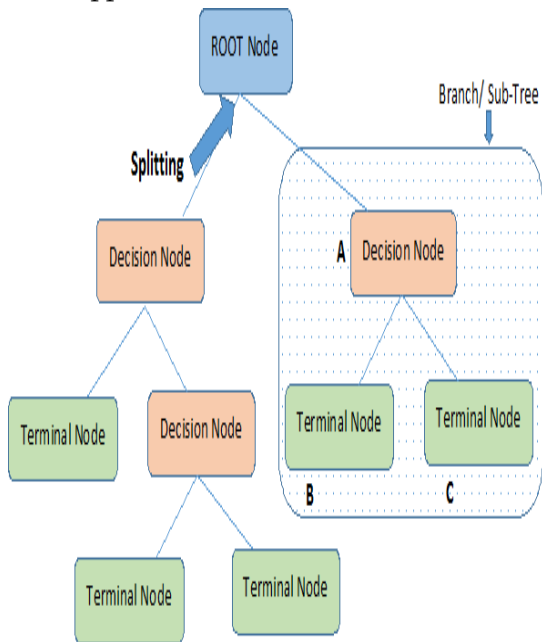 ROOT Node
Branch/ Sub-Tree
Splitting
Decision Node
A
Decision Node
Terminal Node
Decision Node
Terminal Node
Terminal Node
B
C
Terminal Node
Terminal Node